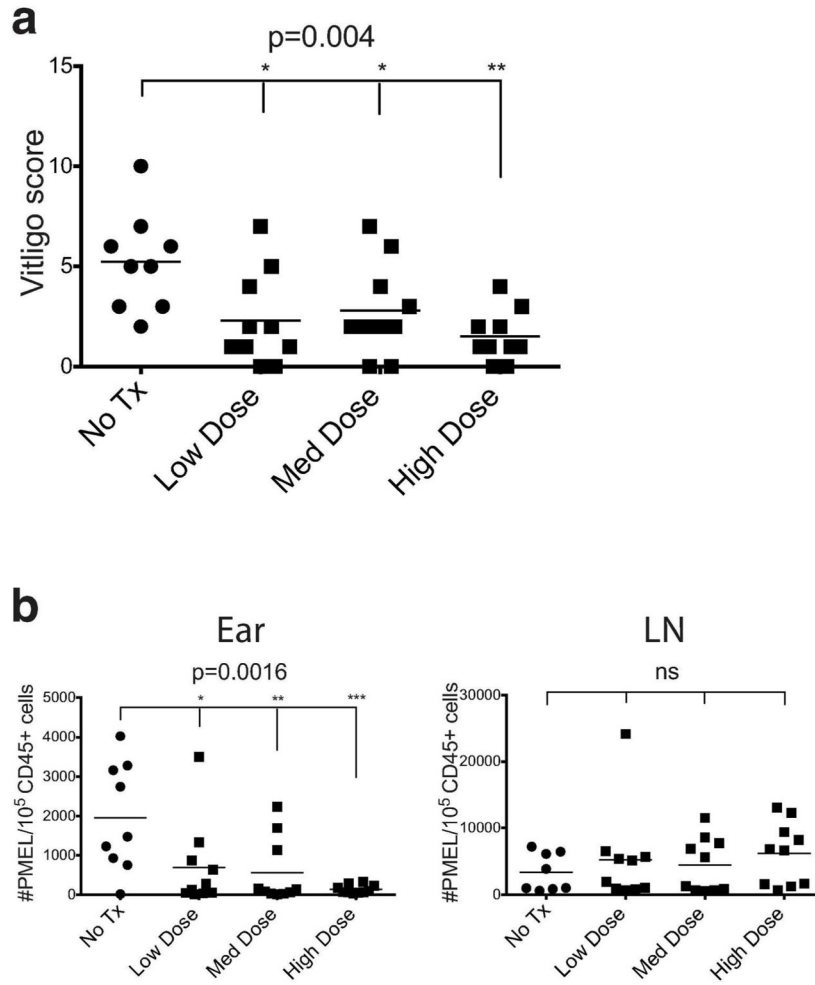 a
p=0.004
* * **
15
10
5
0
Vitligo score
No Tx
Low Dose
Med Dose
High Dose
b
Ear
p=0.0016
* ** ***
5000
4000
3000
2000
1000
0
#PMEL/10⁵ CD45+ cells
No Tx
Low Dose
Med Dose
High Dose
LN
ns
30000
20000
10000
0
#PMEL/10⁵ CD45+ cells
No Tx
Low Dose
Med Dose
High Dose